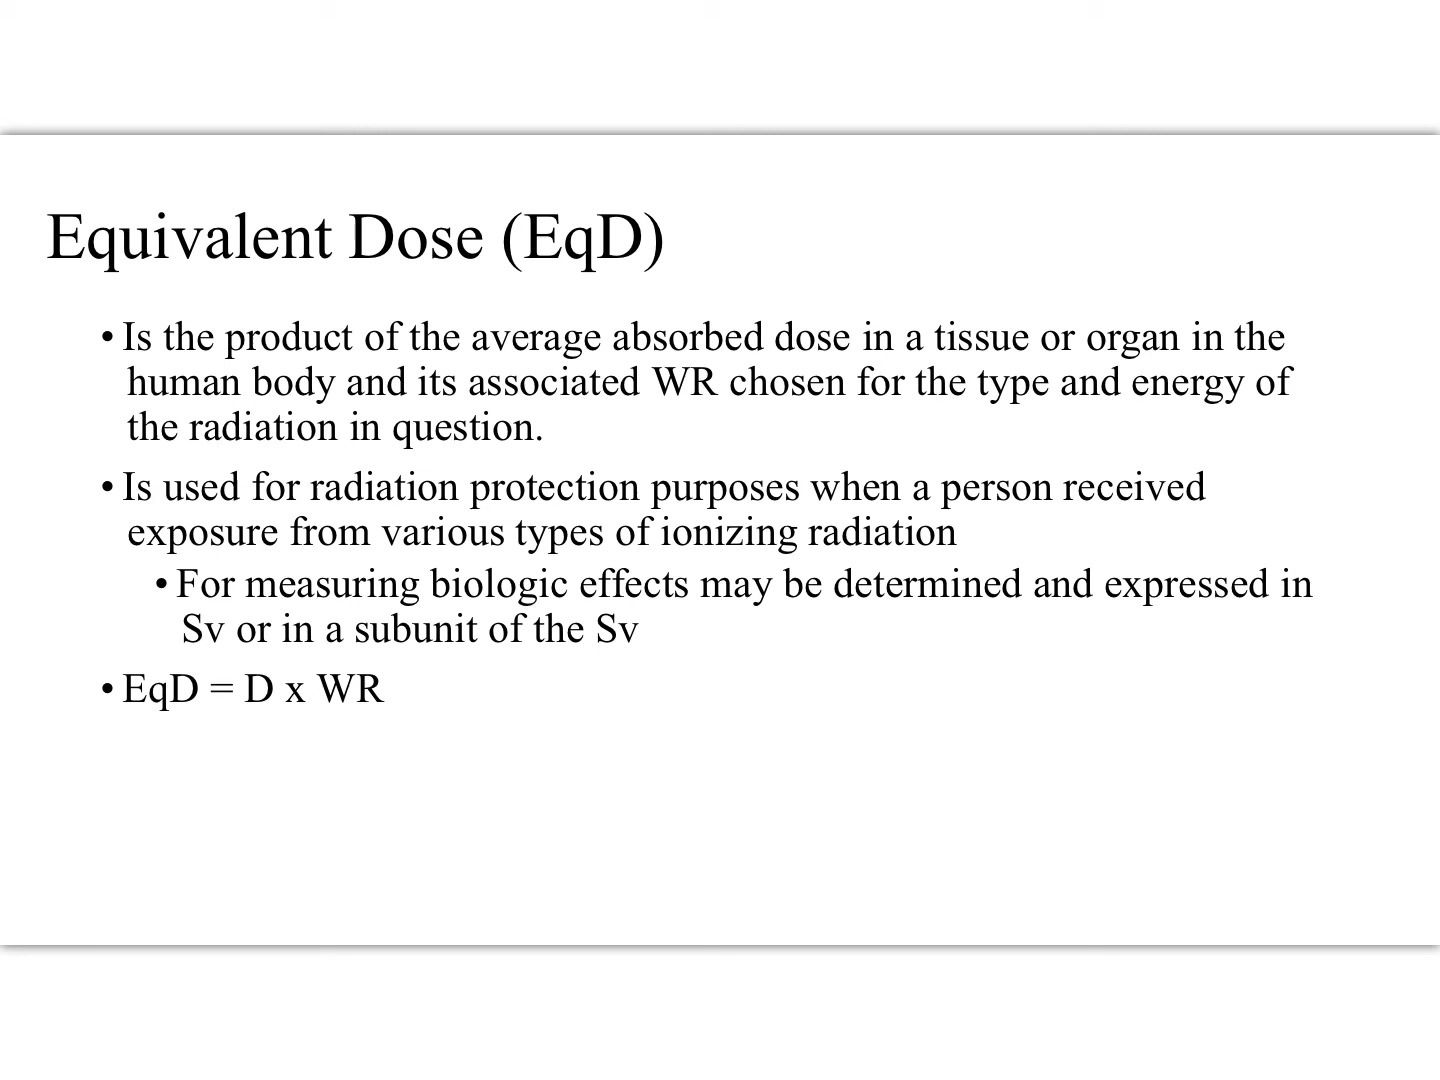 Equivalent Dose (EqD)
• Is the product of the average absorbed dose in a tissue or organ in the
human body and its associated WR chosen for the type and energy of
the radiation in question.
• Is used for radiation protection purposes when a person received
exposure from various types of ionizing radiation
• For measuring biologic effects may be determined and expressed in
Sv or in a subunit of the Sv
• EqD = D x WR